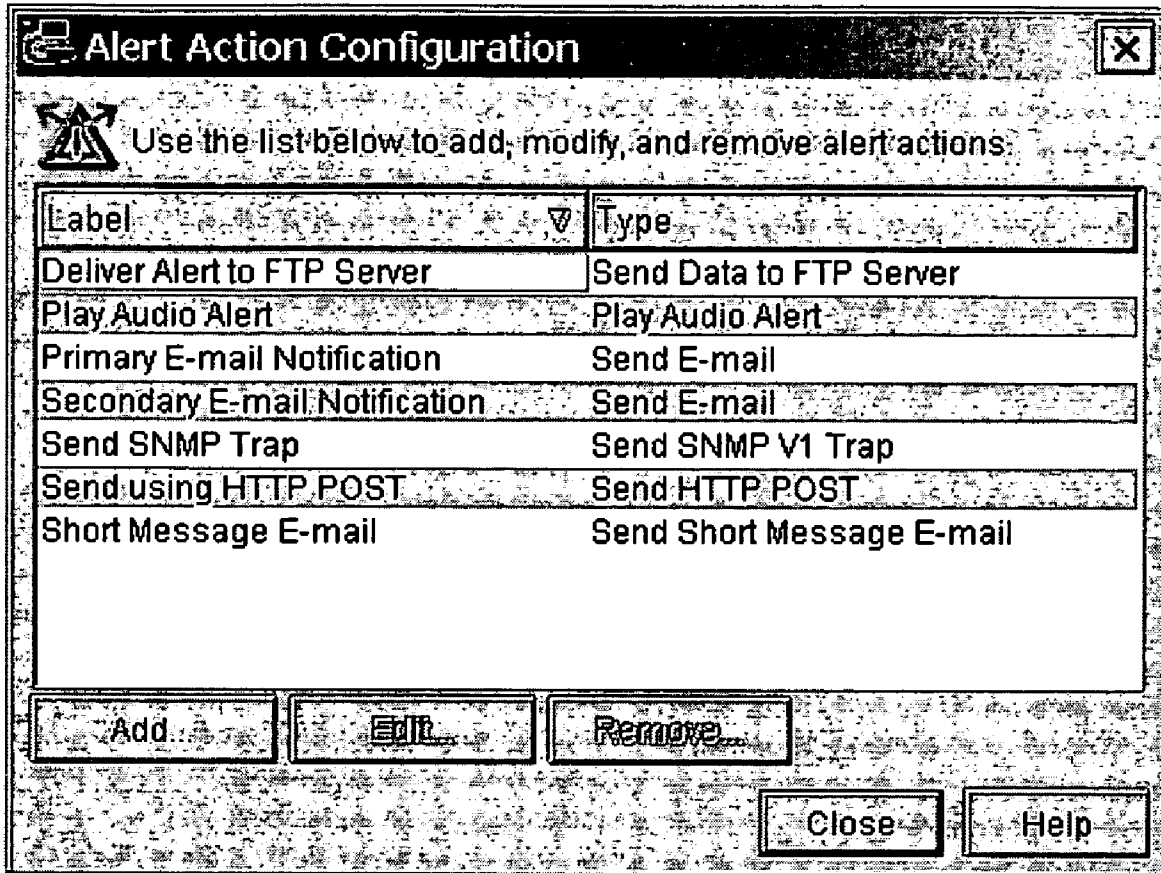 Alert Action Configuration
Use the list below to add, modify, and remove alert actions.
Label Type
Deliver Alert to FTP Server Send Data to FTP Server
Play Audio Alert Play Audio Alert
Primary E-mail Notification Send E-mail
Secondary E-mail Notification Send E-mail
Send SNMP Trap Send SNMP V1 Trap
Send using HTTP POST Send HTTP POST
Short Message E-mail Send Short Message E-mail
Add... Edit... Remove...
Close Help